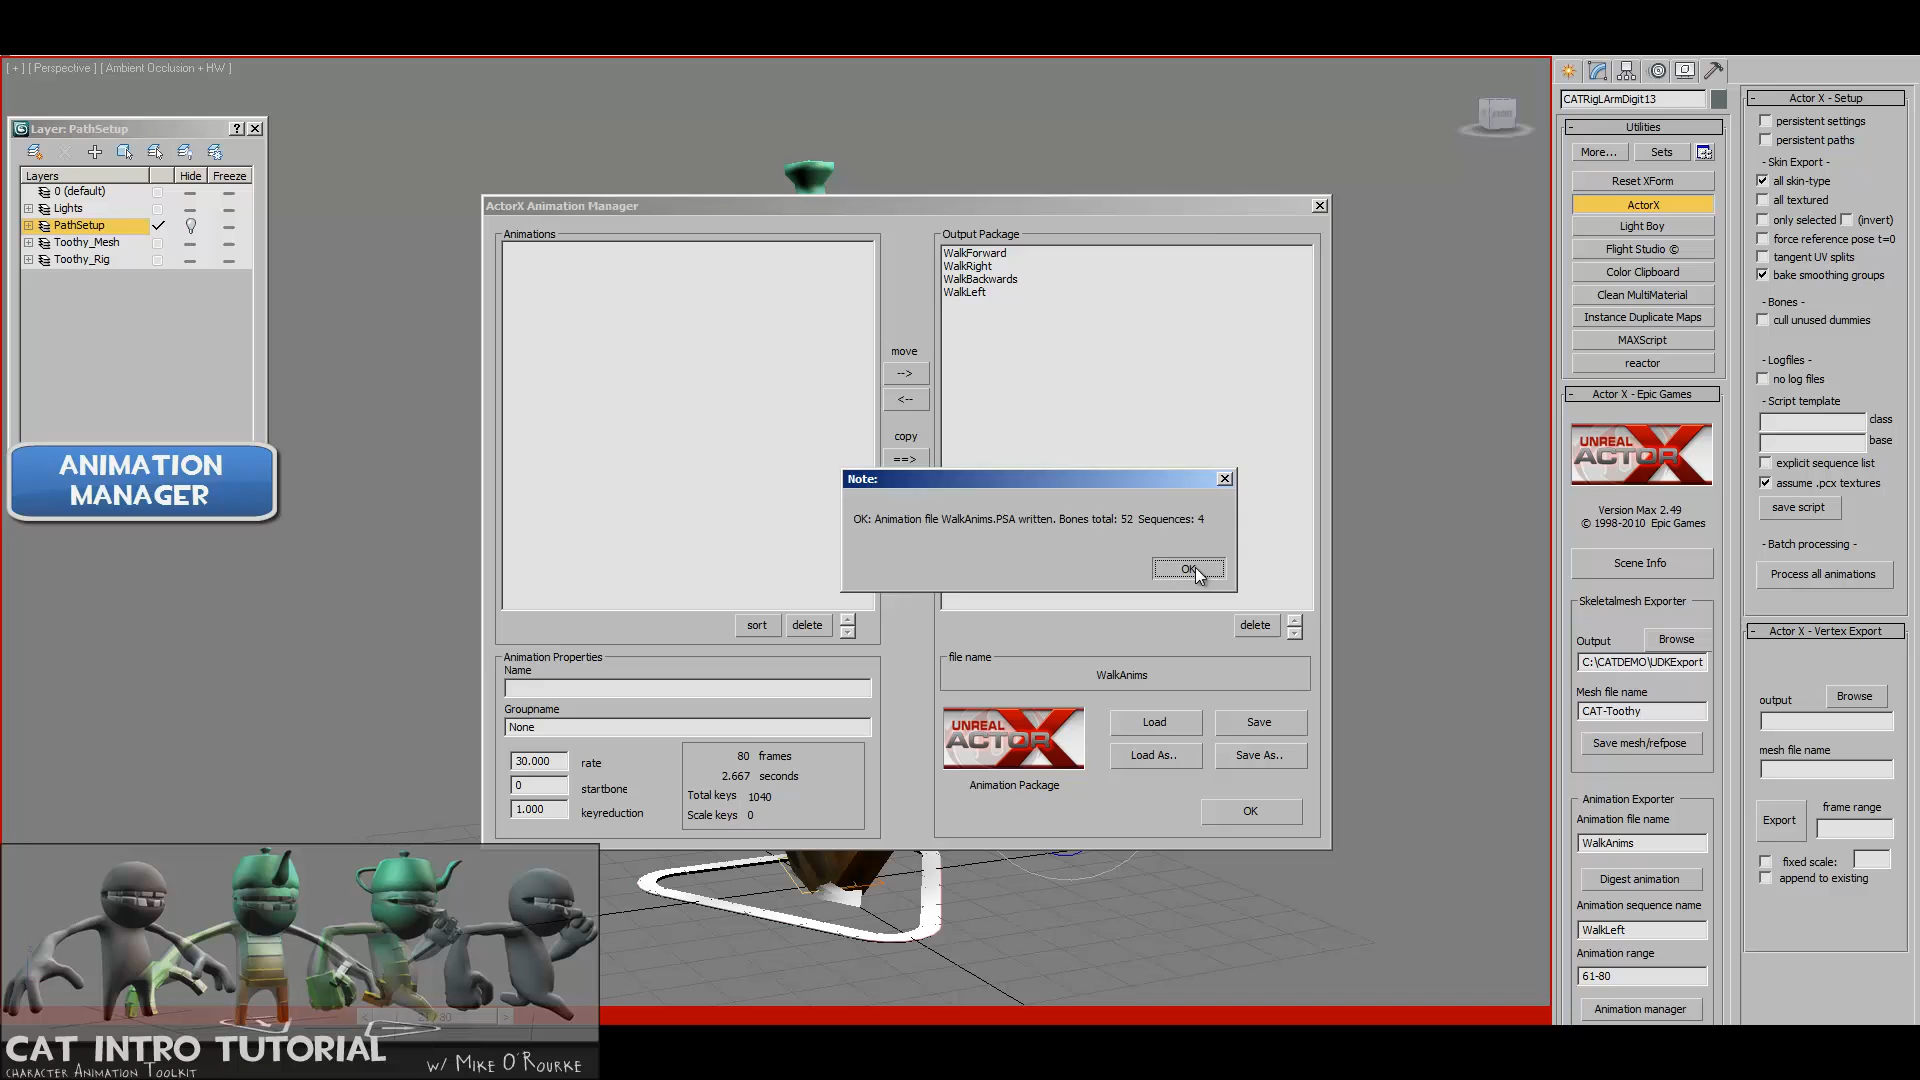 [ + ] [ Perspective ] [ Ambient Occlusion + HW ]
Layer: PathSetup
?
Layers Hide Freeze
0 (default)
Lights
PathSetup
Toothy_Mesh
Toothy_Rig
ANIMATION
MANAGER
ActorX Animation Manager
Animations
sort delete
Animation Properties
Name
Groupname
None
30.000 rate
0 startbone
1.000 keyreduction
80 frames
2.667 seconds
Total keys 1040
Scale keys 0
move
-->
<--
copy
==>
Output Package
WalkForward
WalkRight
WalkBackwards
WalkLeft
delete
file name
WalkAnims
UNREAL
ACTOR X
Animation Package
Load Save
Load As.. Save As..
OK
Note:
OK: Animation file WalkAnims.PSA written. Bones total: 52 Sequences: 4
OK
CATRigLArmDigit13
- Utilities
More... Sets
Reset XForm
ActorX
Light Boy
Flight Studio ©
Color Clipboard
Clean MultiMaterial
Instance Duplicate Maps
MAXScript
reactor
- Actor X - Epic Games
UNREAL
ACTOR X
Version Max 2.49
© 1998-2010 Epic Games
Scene Info
Skeletalmesh Exporter
Output Browse
C:\CATDEMO\UDKExport
Mesh file name
CAT-Toothy
Save mesh/refpose
Animation Exporter
Animation file name
WalkAnims
Digest animation
Animation sequence name
WalkLeft
Animation range
61-80
Animation manager
- Actor X - Setup
persistent settings
persistent paths
- Skin Export -
all skin-type
all textured
only selected (invert)
force reference pose t=0
tangent UV splits
bake smoothing groups
- Bones -
cull unused dummies
- Logfiles -
no log files
- Script template
class
base
explicit sequence list
assume .pcx textures
save script
- Batch processing -
Process all animations
- Actor X - Vertex Export
output Browse
mesh file name
Export frame range
fixed scale:
append to existing
CAT INTRO TUTORIAL
CHARACTER ANIMATION TOOLKIT
W/ MIKE O'ROURKE